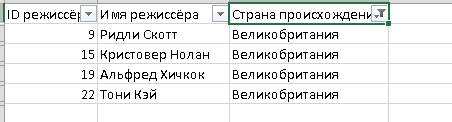 ID режиссёр Имя режиссёра Страна происхождени
9 Ридли Скотт Великобритания
15 Кристовер Нолан Великобритания
19 Альфред Хичкок Великобритания
22 Тони Кэй Великобритания